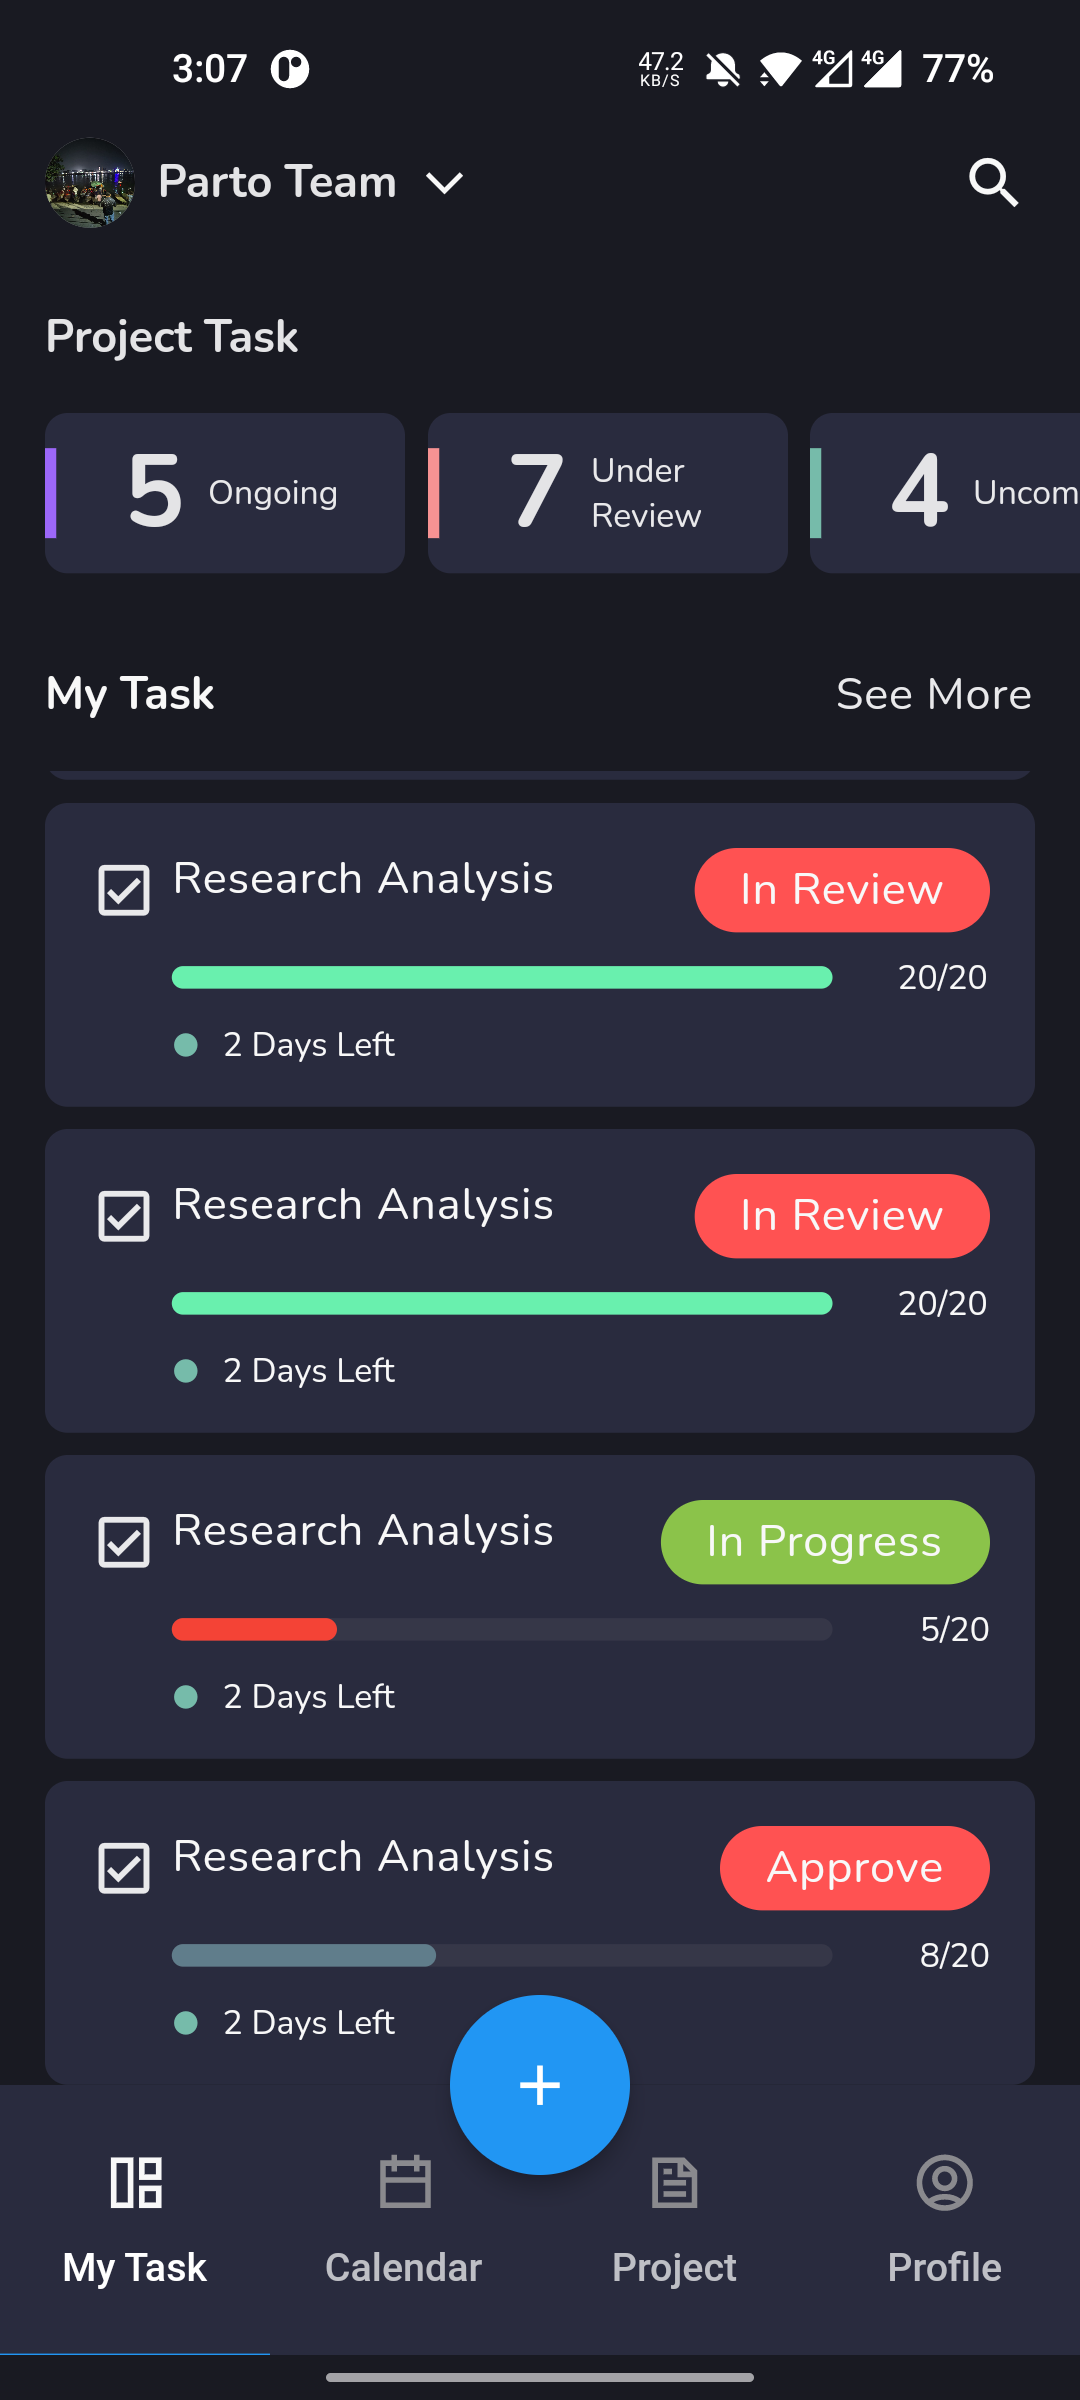 3:07
47.2
KB/S
4G
4G
77%
Parto Team
Project Task
5 Ongoing
7 Under
Review
4 Uncom
My Task
See More
Research Analysis
In Review
20/20
2 Days Left
Research Analysis
In Review
20/20
2 Days Left
Research Analysis
In Progress
5/20
2 Days Left
Research Analysis
Approve
8/20
2 Days Left
+
My Task
Calendar
Project
Profile